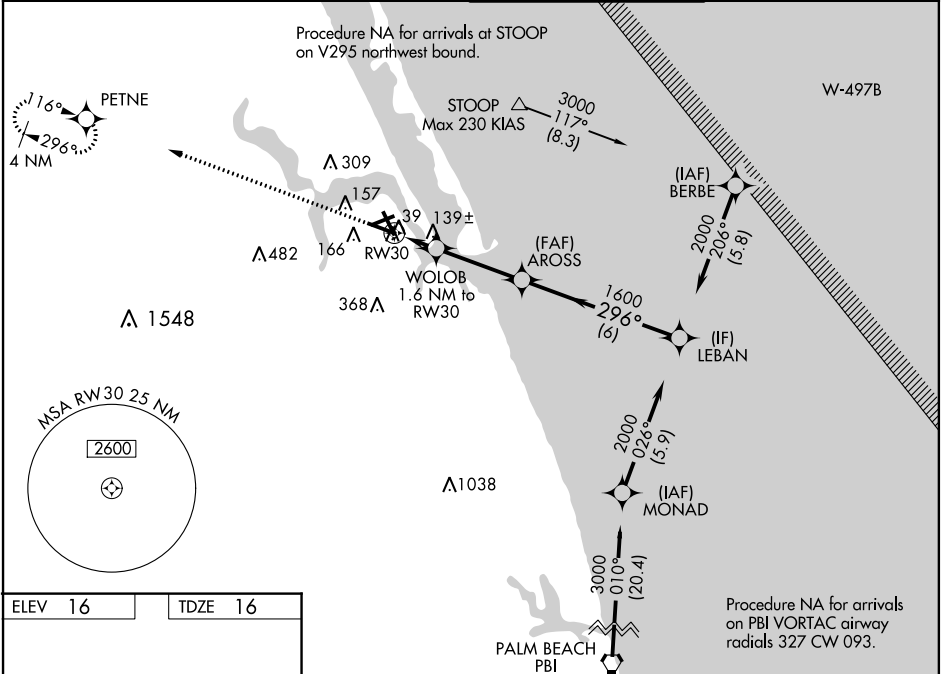 Procedure NA for arrivals at STOOP
on V295 northwest bound.
W-497B
116°
PETNE
296°
4 NM
STOOP
Max 230 KIAS
3000
117°
(8.3)
309
157
39
139±
166
RW30
482
WOLOB
1.6 NM to
RW30
368
1548
(IAF)
BERBE
2000
206°
(5.8)
(FAF)
AROSS
1600
296°
(6)
(IF)
LEBAN
MSA RW30 25 NM
2600
2000
026°
(5.9)
1038
(IAF)
MONAD
3000
010°
(20.4)
ELEV 16
TDZE 16
PALM BEACH
PBI
Procedure NA for arrivals
on PBI VORTAC airway
radials 327 CW 093.